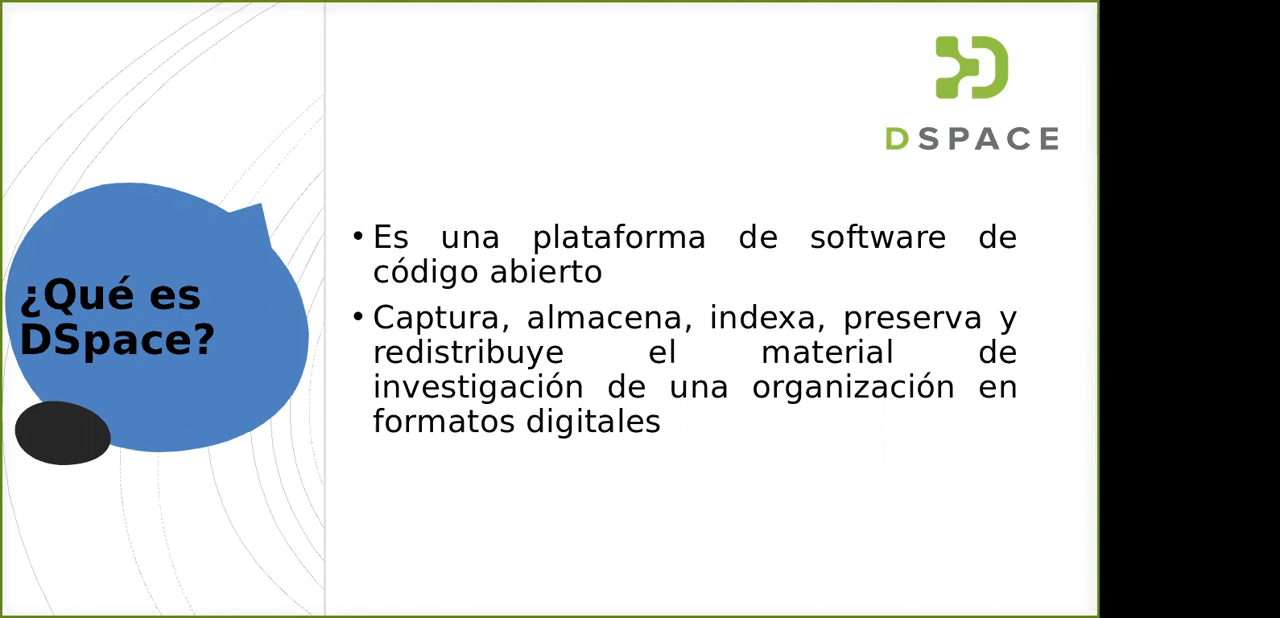 DSPACE
¿Qué es
DSpace?
• Es una plataforma de software de
código abierto
• Captura, almacena, indexa, preserva y
redistribuye el material de
investigación de una organización en
formatos digitales